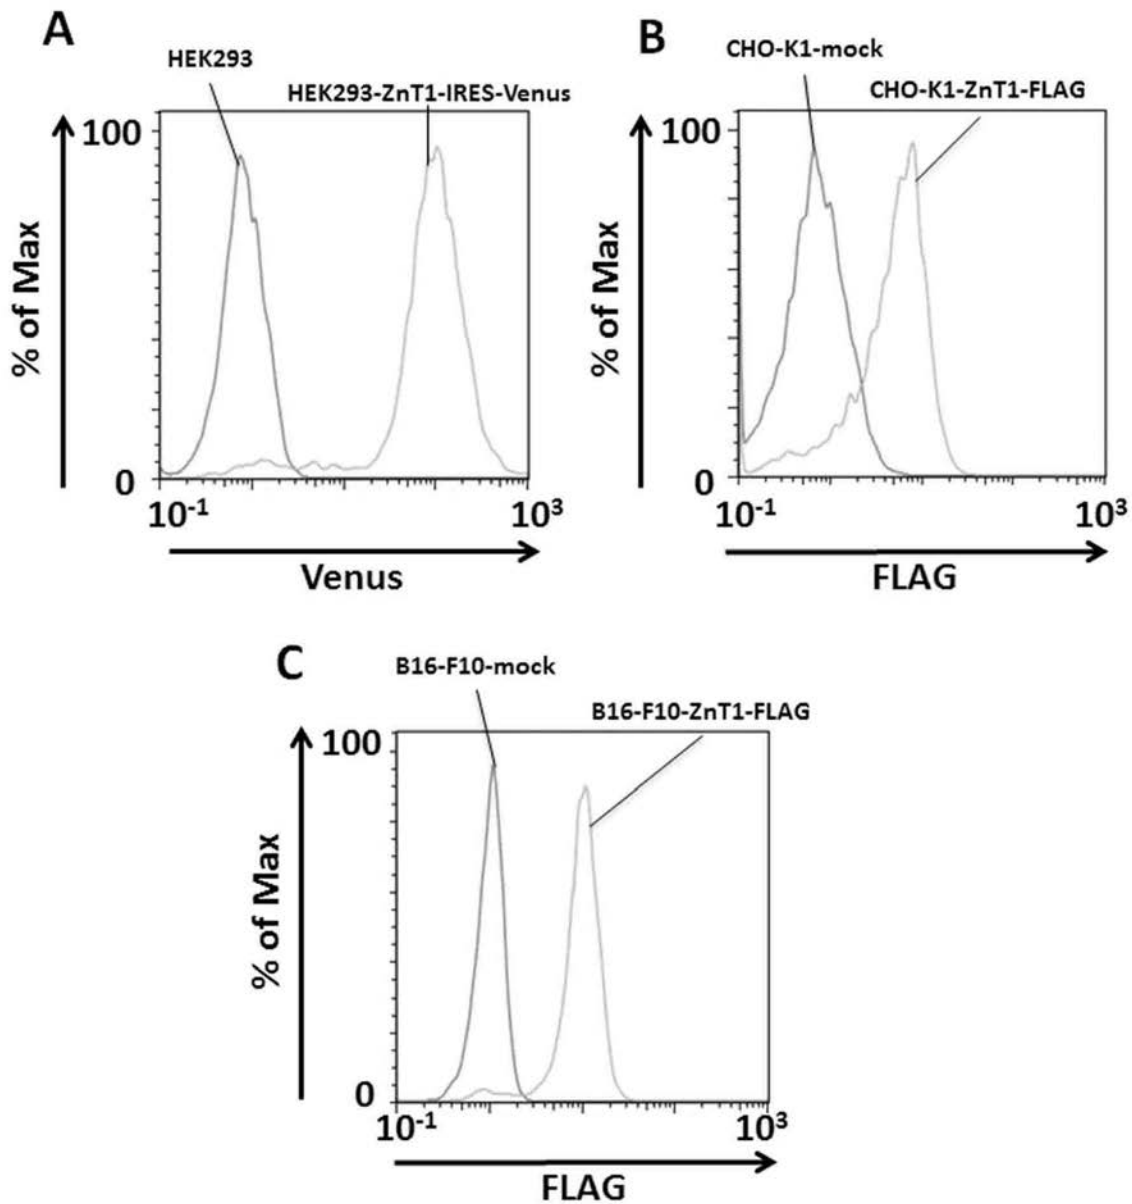 A
HEK293
HEK293-ZnT1-IRES-Venus
100
% of Max
0
10-1
103
Venus
B
CHO-K1-mock
CHO-K1-ZnT1-FLAG
100
% of Max
0
10-1
103
FLAG
C
B16-F10-mock
B16-F10-ZnT1-FLAG
100
% of Max
0
10-1
103
FLAG